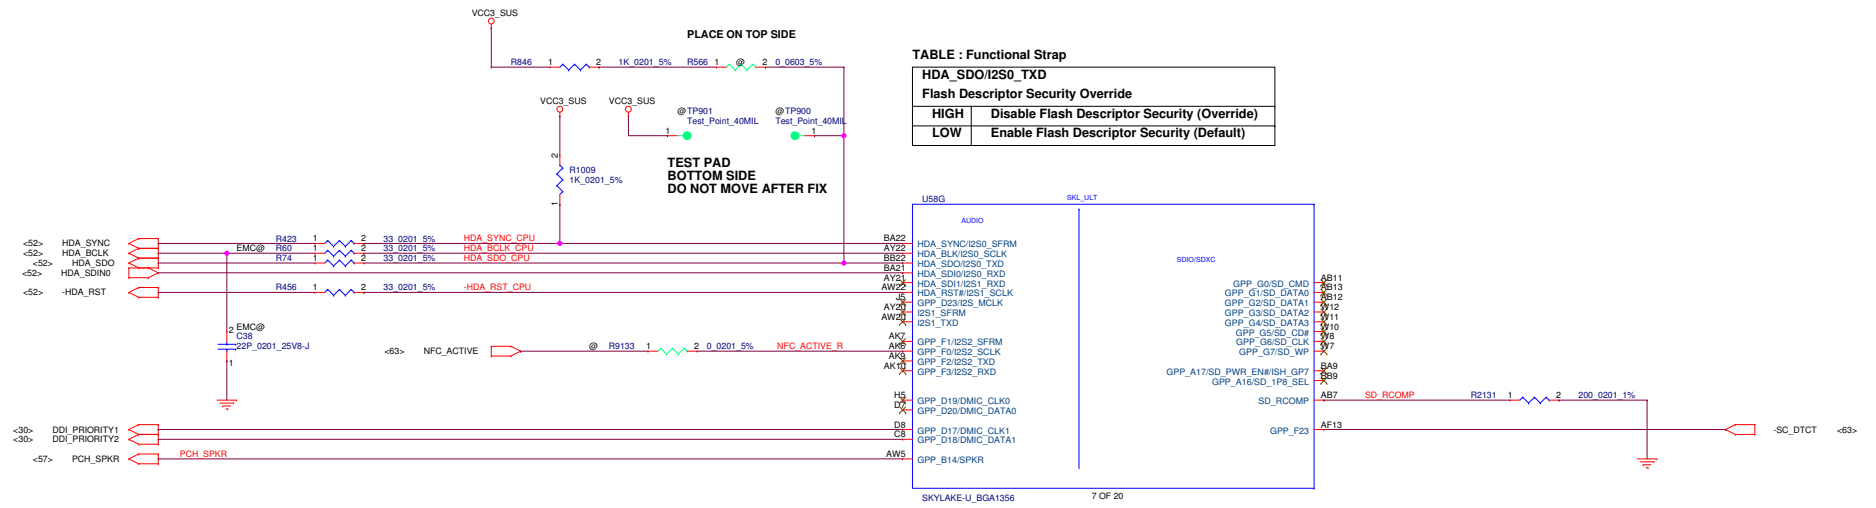 VCC3_SUS
PLACE ON TOP SIDE
R846 1 2 1K_0201_5% R566 1 @ 2 0_0603_5%
TABLE : Functional Strap
HDA_SDO/I2S0_TXD
Flash Descriptor Security Override
HIGH Disable Flash Descriptor Security (Override)
LOW Enable Flash Descriptor Security (Default)
VCC3_SUS VCC3_SUS
@ TP901 @ TP900
Test_Point_40MIL Test_Point_40MIL
1 1
TEST PAD
BOTTOM SIDE
DO NOT MOVE AFTER FIX
2
R1009
1K_0201_5%
1
U58G SKL_ULT
AUDIO
SDIO/SDXC
<52> HDA_SYNC R423 1 2 33_0201_5% HDA_SYNC_CPU BA22 HDA_SYNC/I2S0_SFRM
<52> HDA_BCLK EMC@ R60 1 2 33_0201_5% HDA_BCLK_CPU AY22 HDA_BLK/I2S0_SCLK
<52> HDA_SDO R74 1 2 33_0201_5% HDA_SDO_CPU BB22 HDA_SDO/I2S0_TXD
<52> HDA_SDIN0 BA21 HDA_SDI0/I2S0_RXD
AY21 HDA_SDI1/I2S1_RXD
<52> -HDA_RST R456 1 2 33_0201_5% -HDA_RST_CPU AW22 HDA_RST#/I2S1_SCLK
J5 GPP_D23/I2S_MCLK
AY20 I2S1_SFRM
AW20 I2S1_TXD
2 EMC@
C38
22P_0201_25V8-J
1
AK7 GPP_F1/I2S2_SFRM
<63> NFC_ACTIVE @ R9133 1 2 0_0201_5% NFC_ACTIVE_R AK6 GPP_F0/I2S2_SCLK
AK9 GPP_F2/I2S2_TXD
AK10 GPP_F3/I2S2_RXD
H5 GPP_D19/DMIC_CLK0
D7 GPP_D20/DMIC_DATA0
<30> DDI_PRIORITY1 D8 GPP_D17/DMIC_CLK1
<30> DDI_PRIORITY2 C8 GPP_D18/DMIC_DATA1
<57> PCH_SPKR PCH_SPKR AW5 GPP_B14/SPKR
GPP_G0/SD_CMD AB11
GPP_G1/SD_DATA0 AB13
GPP_G2/SD_DATA1 AB12
GPP_G3/SD_DATA2 W12
GPP_G4/SD_DATA3 W11
GPP_G5/SD_CD# W10
GPP_G6/SD_CLK W8
GPP_G7/SD_WP W7
GPP_A17/SD_PWR_EN#/ISH_GP7 BA9
GPP_A16/SD_1P8_SEL BB9
SD_RCOMP AB7 SD_RCOMP R2131 1 2 200_0201_1%
GPP_F23 AF13 -SC_DTCT <63>
SKYLAKE-U_BGA1356 7 OF 20